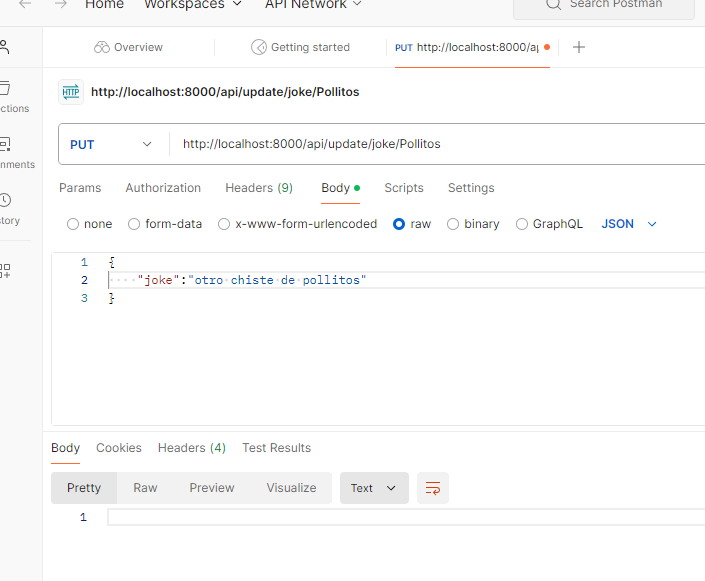 Home Workspaces API Network Search Postman
Overview Getting started PUT http://localhost:8000/ap
ctions
nments
story
HTTP http://localhost:8000/api/update/joke/Pollitos
PUT http://localhost:8000/api/update/joke/Pollitos
Params Authorization Headers (9) Body Scripts Settings
none form-data x-www-form-urlencoded raw binary GraphQL JSON
1 {
2 "joke":"otro chiste de pollitos"
3 }
Body Cookies Headers (4) Test Results
Pretty Raw Preview Visualize Text
1